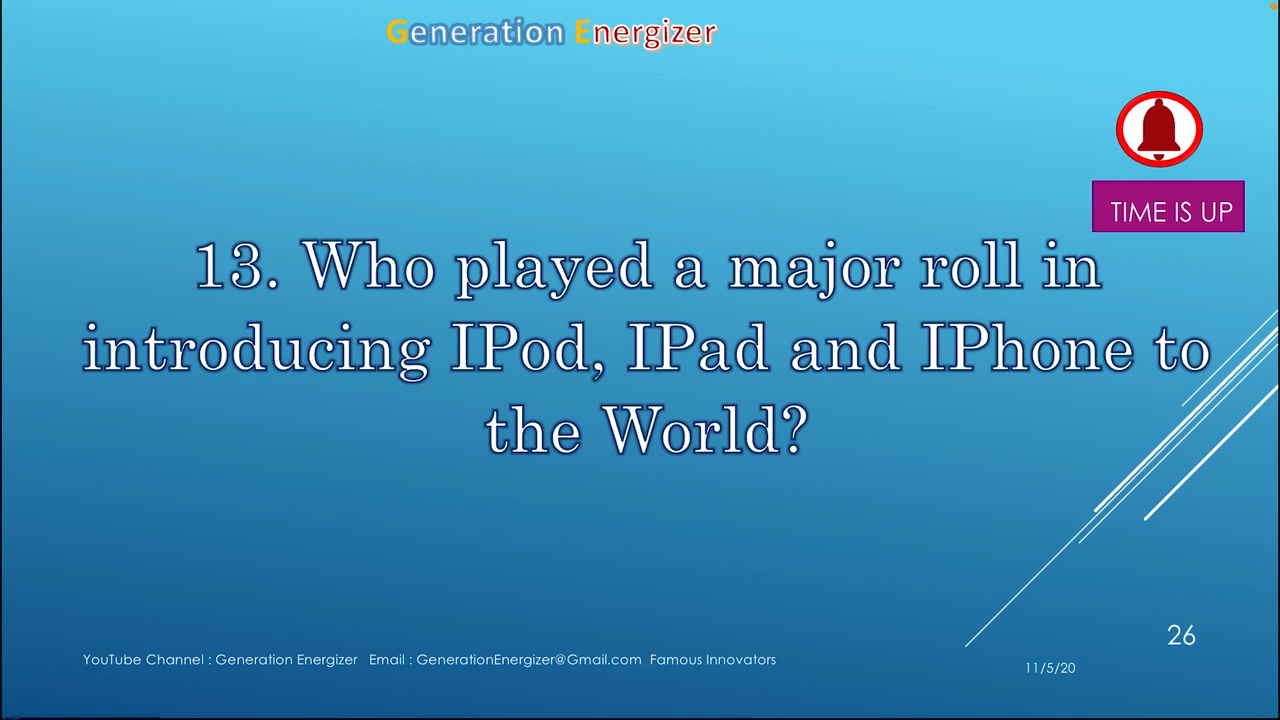 Generation Energizer
TIME IS UP
13. Who played a major roll in
introducing IPod, IPad and IPhone to
the World?
26
YouTube Channel : Generation Energizer Email : GenerationEnergizer@Gmail.com Famous Innovators
11/5/20